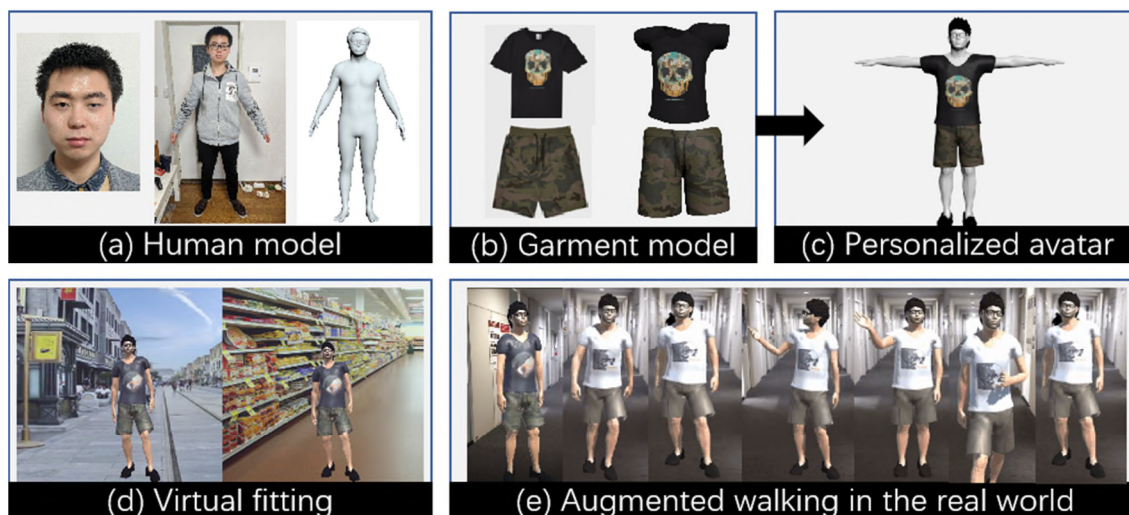 (a) Human model
(b) Garment model
(c) Personalized avatar
(d) Virtual fitting
(e) Augmented walking in the real world